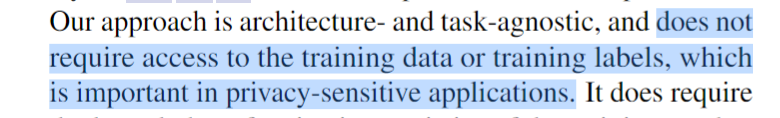 Our approach is architecture- and task-agnostic, and does not
require access to the training data or training labels, which
is important in privacy-sensitive applications. It does require